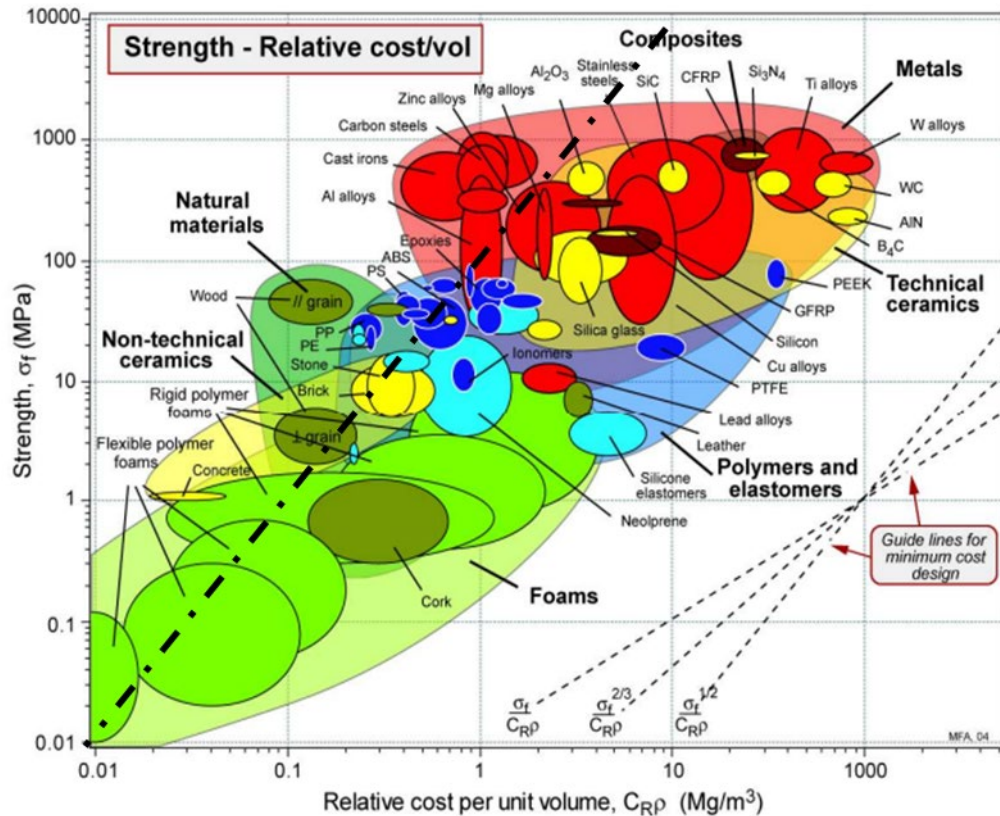 Strength - Relative cost/vol
10000
1000
100
10
1
0.1
0.01
Strength, σf (MPa)
0.01
0.1
1
10
100
1000
Relative cost per unit volume, CRρ (Mg/m³)
Composites
Metals
Natural
materials
Non-technical
ceramics
Technical
ceramics
Polymers and
elastomers
Foams
Zinc alloys
Mg alloys
Al2O3
Stainless
steels
SiC
CFRP
Si3N4
Ti alloys
W alloys
Carbon steels
Cast irons
Al alloys
WC
AlN
B4C
Epoxies
ABS
PS
PEEK
GFRP
Wood
// grain
PP
PE
Stone
Brick
Silica glass
Silicon
Cu alloys
Ionomers
PTFE
Rigid polymer
foams
⊥ grain
Lead alloys
Leather
Flexible polymer
foams
Concrete
Silicone
elastomers
Neolprene
Cork
Guide lines for
minimum cost
design
σf
CRρ
σf 2/3
CRρ
σf 1/2
CRρ
MFA, 04